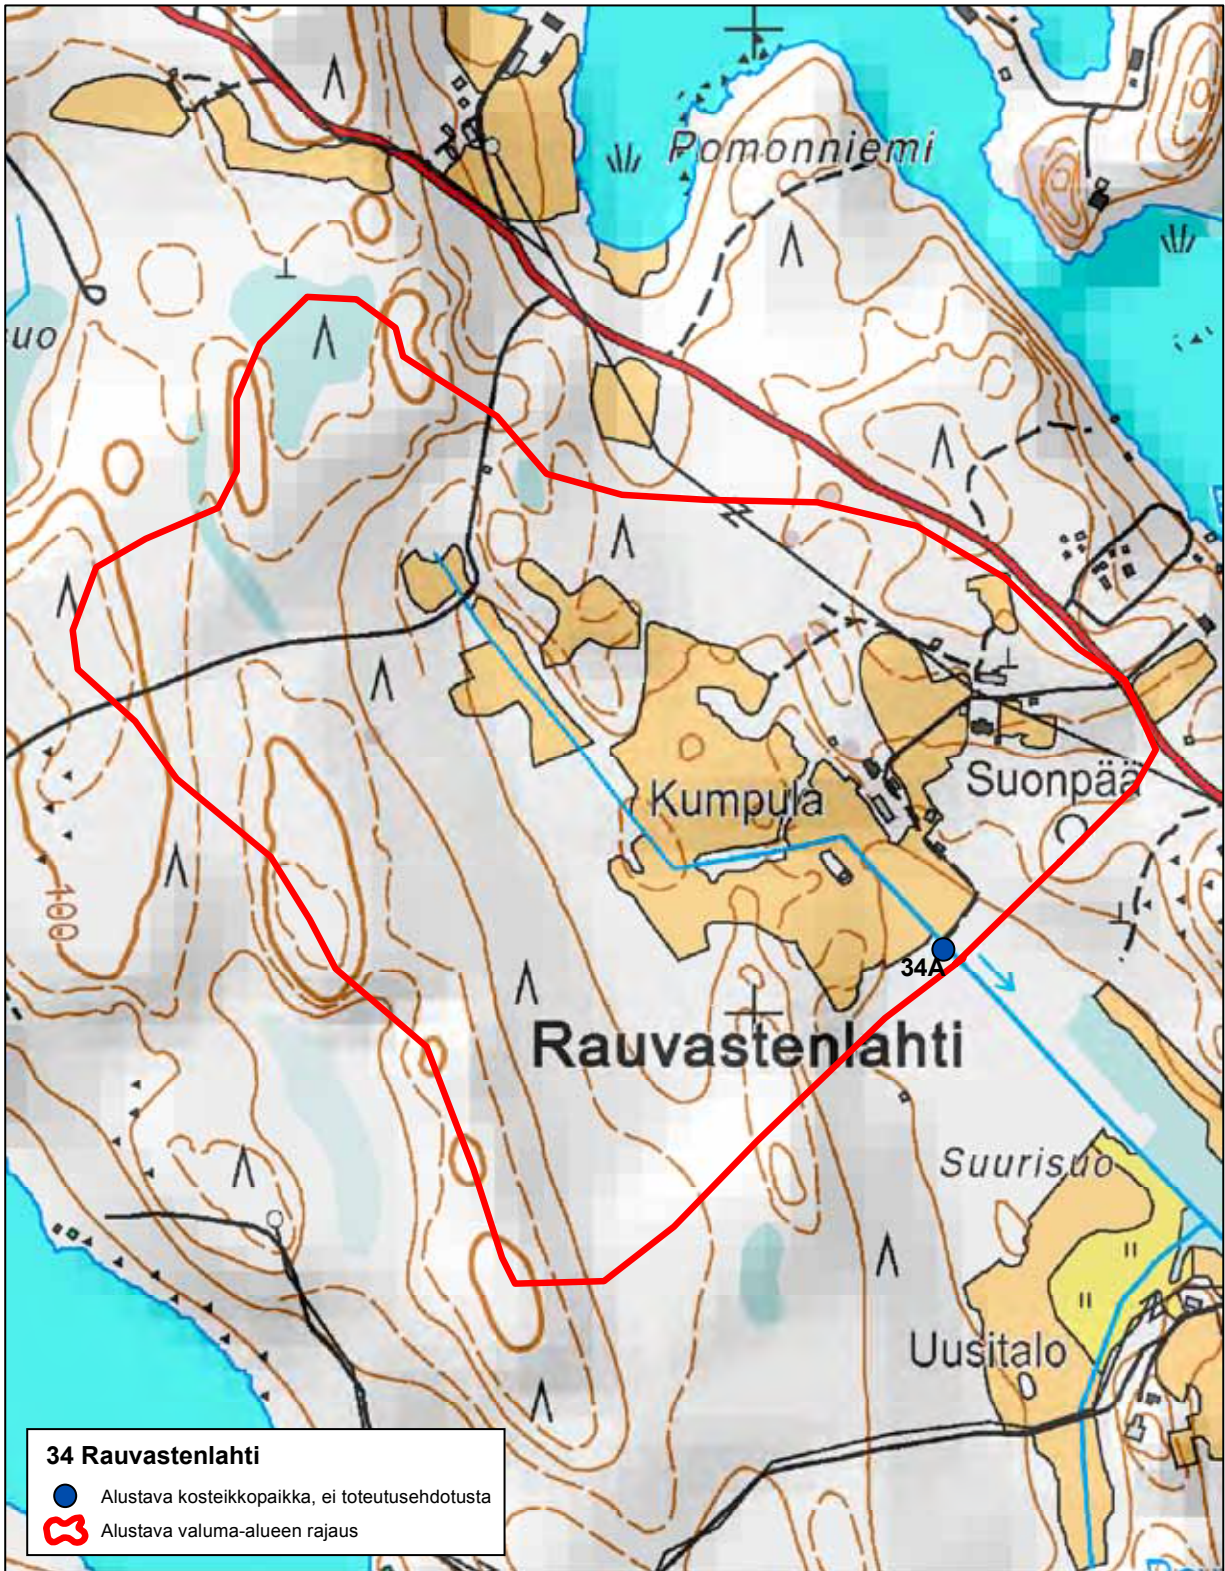 Pomonniemi
uo
Kumpula
Suonpää
100
34A
Rauvastenlahti
Suurisuo
Uusitalo
34 Rauvastenlahti
Alustava kosteikkopaikka, ei toteutusehdotusta
Alustava valuma-alueen rajaus